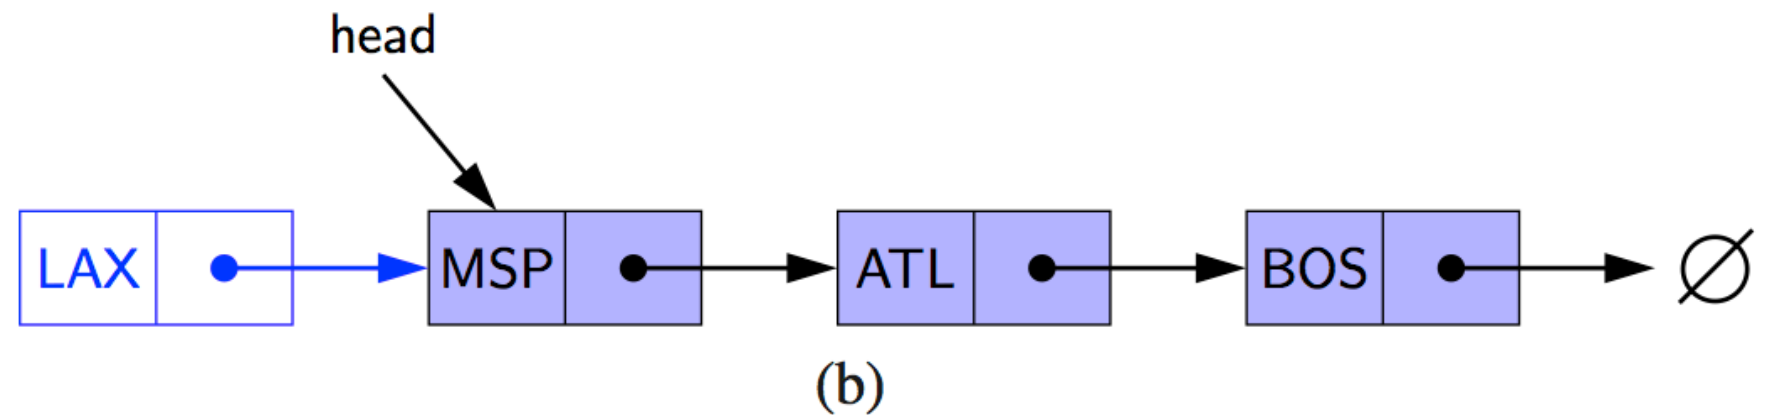 head
LAX MSP ATL BOS ∅
(b)